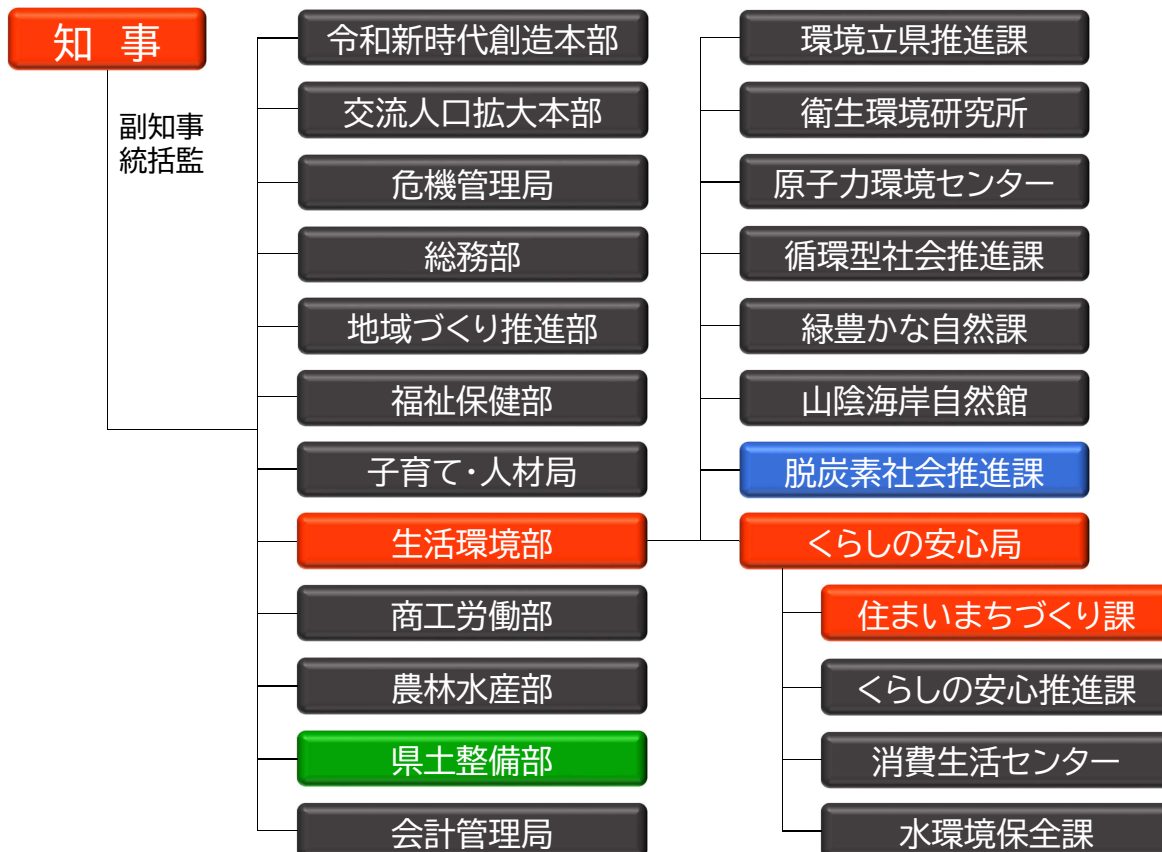 知 事
副知事
統括監
令和新時代創造本部
交流人口拡大本部
危機管理局
総務部
地域づくり推進部
福祉保健部
子育て・人材局
生活環境部
商工労働部
農林水産部
県土整備部
会計管理局
環境立県推進課
衛生環境研究所
原子力環境センター
循環型社会推進課
緑豊かな自然課
山陰海岸自然館
脱炭素社会推進課
くらしの安心局
住まいまちづくり課
くらしの安心推進課
消費生活センター
水環境保全課